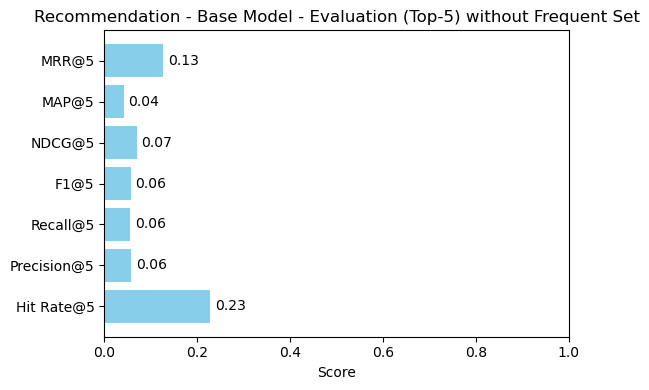 Recommendation - Base Model - Evaluation (Top-5) without Frequent Set
MRR@5 0.13
MAP@5 0.04
NDCG@5 0.07
F1@5 0.06
Recall@5 0.06
Precision@5 0.06
Hit Rate@5 0.23
0.0 0.2 0.4 0.6 0.8 1.0
Score